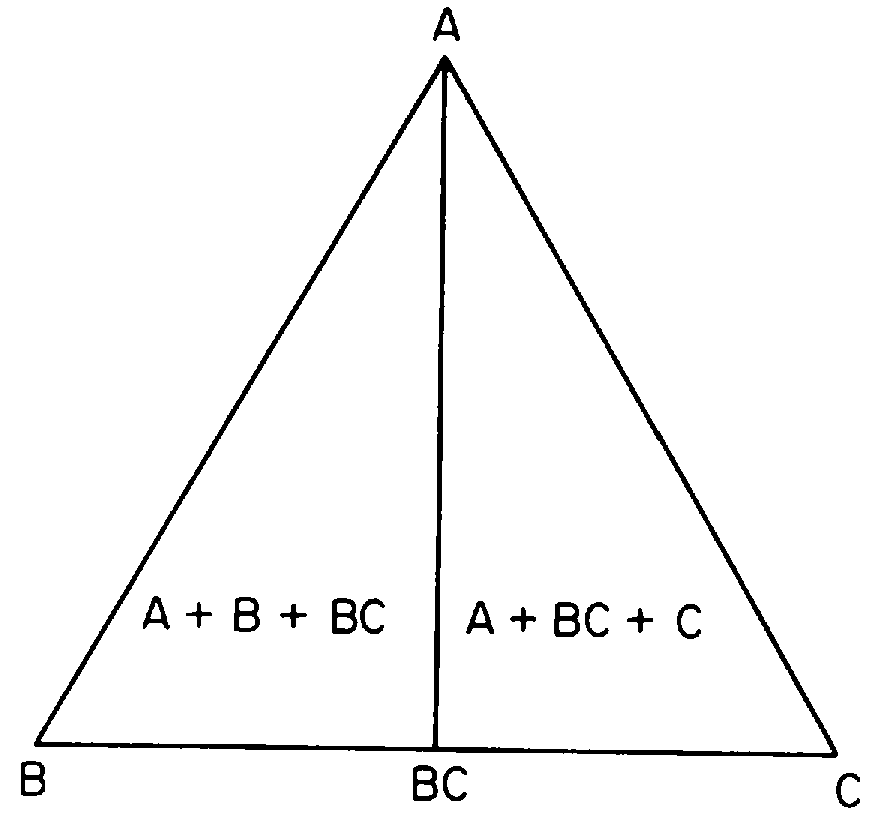 A
A + B + BC
A + BC + C
B
BC
C